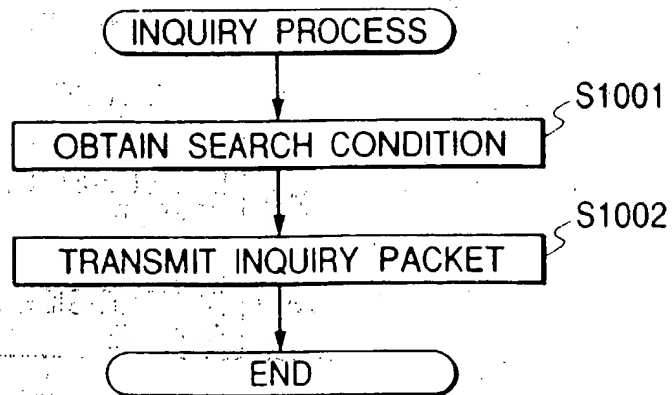 INQUIRY PROCESS
S1001
OBTAIN SEARCH CONDITION
S1002
TRANSMIT INQUIRY PACKET
END